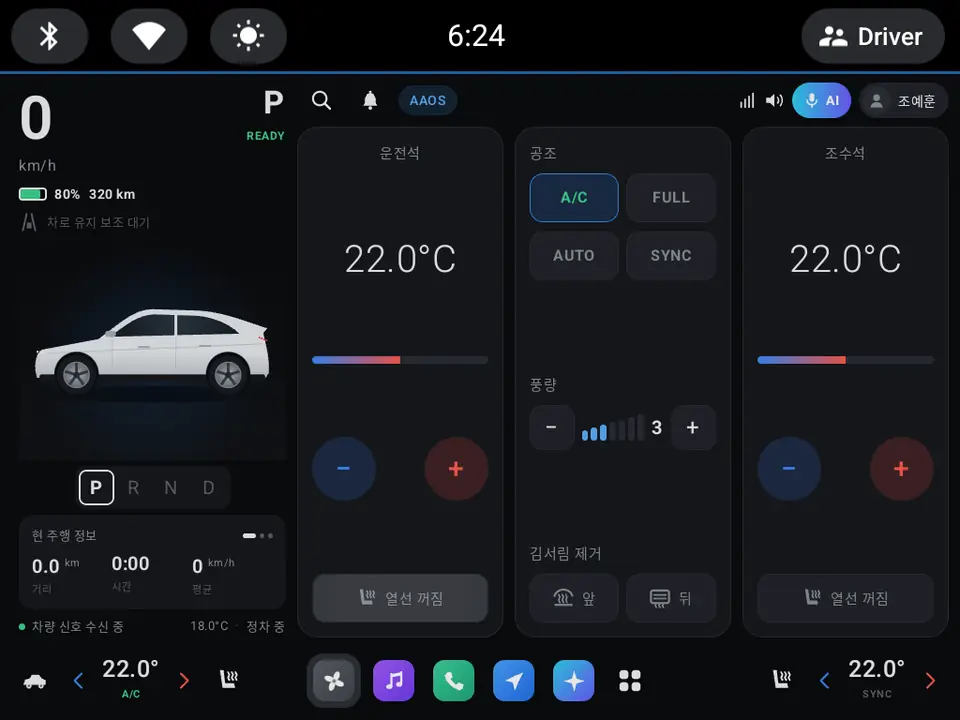 6:24
Driver
0
P
READY
km/h
80% 320 km
차로 유지 보조 대기
P R N D
현 주행 정보
0.0 km
0:00
0 km/h
거리
시간
평균
차량 신호 수신 중
18.0°C · 정차 중
AAOS
AI
조예훈
운전석
22.0°C
−
+
열선 꺼짐
공조
A/C
FULL
AUTO
SYNC
풍량
− 3 +
김서림 제거
앞
뒤
조수석
22.0°C
−
+
열선 꺼짐
22.0°
A/C
22.0°
SYNC